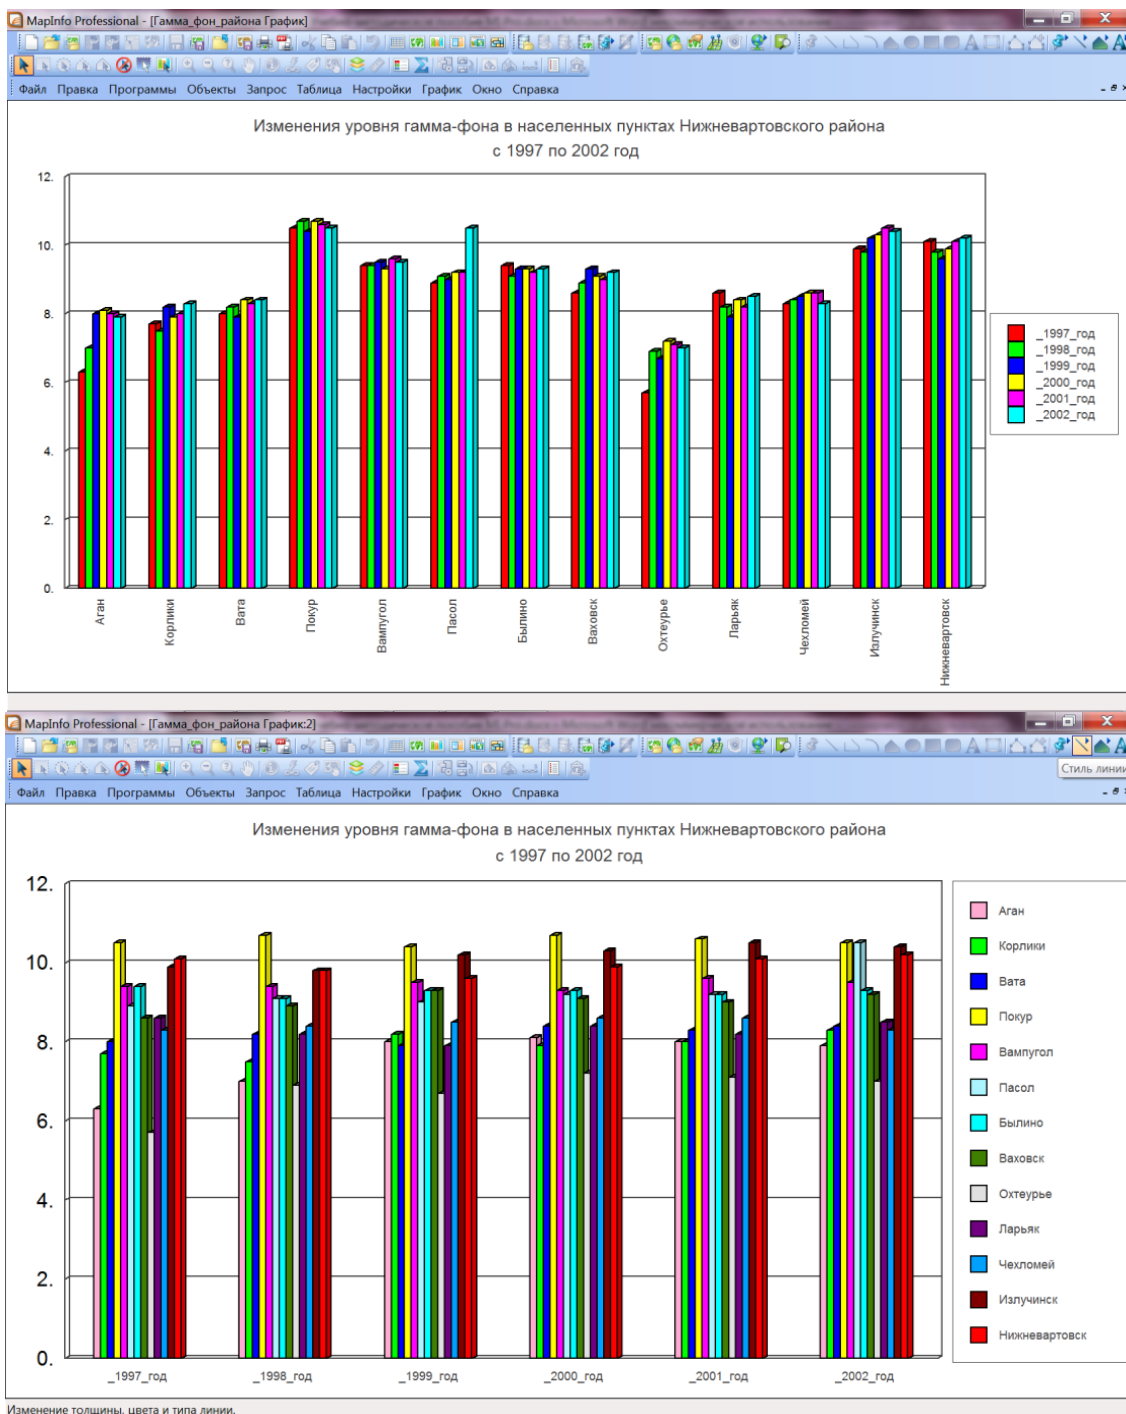 MapInfo Professional - [Гамма_фон_района График]
Файл Правка Программы Объекты Запрос Таблица Настройки График Окно Справка
Изменения уровня гамма-фона в населенных пунктах Нижневартовского района
с 1997 по 2002 год
12.
10.
8.
6.
4.
2.
0.
Аган
Корлики
Вата
Покур
Вампугол
Пасол
Былино
Ваховск
Охтеурье
Ларьяк
Чехломей
Излучинск
Нижневартовск
_1997_год
_1998_год
_1999_год
_2000_год
_2001_год
_2002_год
MapInfo Professional - [Гамма_фон_района График:2]
Стиль линии
Файл Правка Программы Объекты Запрос Таблица Настройки График Окно Справка
Изменения уровня гамма-фона в населенных пунктах Нижневартовского района
с 1997 по 2002 год
12.
10.
8.
6.
4.
2.
0.
_1997_год
_1998_год
_1999_год
_2000_год
_2001_год
_2002_год
Аган
Корлики
Вата
Покур
Вампугол
Пасол
Былино
Ваховск
Охтеурье
Ларьяк
Чехломей
Излучинск
Нижневартовск
Изменение толщины, цвета и типа линии.